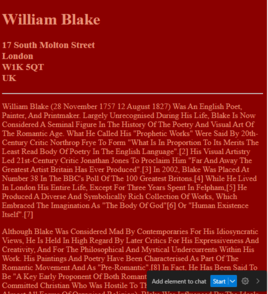 William Blake
17 South Molton Street
London
W1K 5QT
UK
William Blake (28 November 1757 12 August 1827) Was An English Poet,
Painter, And Printmaker. Largely Unrecognised During His Life, Blake Is Now
Considered A Seminal Figure In The History Of The Poetry And Visual Art Of
The Romantic Age. What He Called His "Prophetic Works" Were Said By 20th-
Century Critic Northrop Frye To Form "What Is In Proportion To Its Merits The
Least Read Body Of Poetry In The English Language".[2] His Visual Artistry
Led 21st-Century Critic Jonathan Jones To Proclaim Him "Far And Away The
Greatest Artist Britain Has Ever Produced".[3] In 2002, Blake Was Placed At
Number 38 In The BBC's Poll Of The 100 Greatest Britons.[4] While He Lived
In London His Entire Life, Except For Three Years Spent In Felpham,[5] He
Produced A Diverse And Symbolically Rich Collection Of Works, Which
Embraced The Imagination As "The Body Of God"[6] Or "Human Existence
Itself".[7]
Although Blake Was Considered Mad By Contemporaries For His Idiosyncratic
Views, He Is Held In High Regard By Later Critics For His Expressiveness And
Creativity, And For The Philosophical And Mystical Undercurrents Within His
Work. His Paintings And Poetry Have Been Characterised As Part Of The
Romantic Movement And As "Pre-Romantic".[8] In Fact, He Has Been Said To
Be "A Key Early Proponent Of Both
Committed Christian Who Was Hostile To
Add element to chat? Start